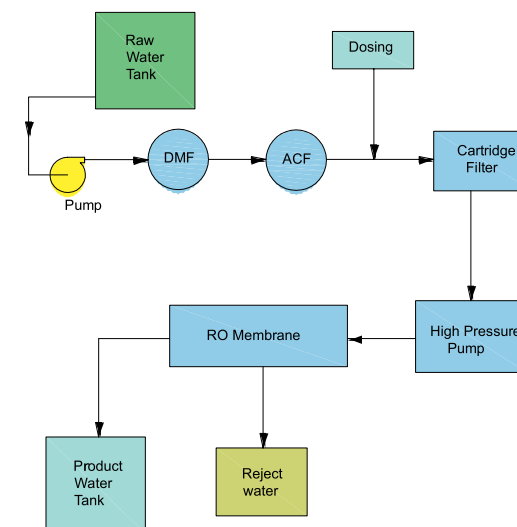 Raw
Water
Tank
Dosing
DMF
ACF
Cartridge
Filter
Pump
RO Membrane
High Pressure
Pump
Product
Water
Tank
Reject
water